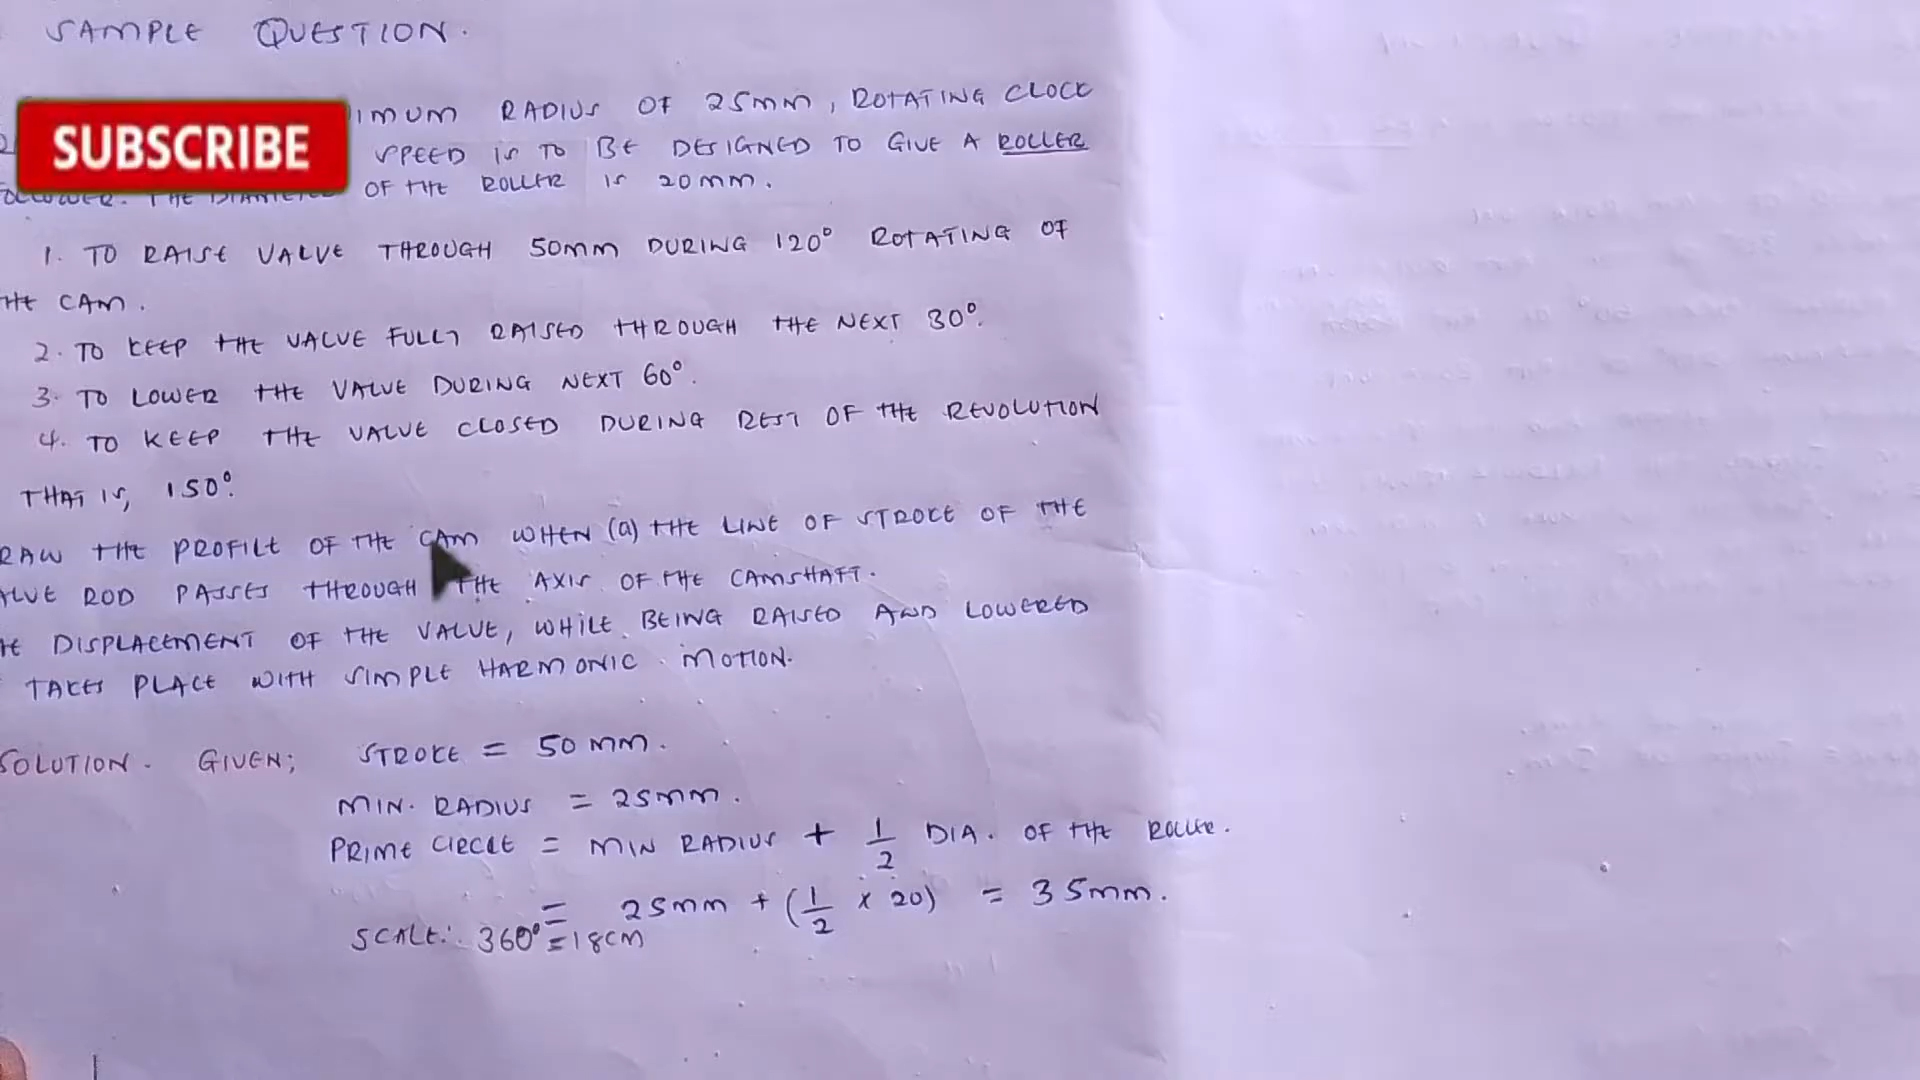 SAMPLE QUESTION.
SUBSCRIBE
IMUM RADIUS OF 25mm, ROTATING CLOCK
SPEED IS TO BE DESIGNED TO GIVE A ROLLER
OF THE ROLLER IS 20mm.
1. TO RAISE VALVE THROUGH 50mm DURING 120° ROTATING OF
HE CAM.
2. TO KEEP THE VALVE FULLY RAISED THROUGH THE NEXT 30°.
3. TO LOWER THE VALVE DURING NEXT 60°.
4. TO KEEP THE VALVE CLOSED DURING REST OF THE REVOLUTION
THAT IS, 150°.
RAW THE PROFILE OF THE CAM WHEN (a) THE LINE OF STROKE OF THE
ALVE ROD PASSES THROUGH THE AXIS OF THE CAMSHAFT.
HE DISPLACEMENT OF THE VALVE, WHILE BEING RAISED AND LOWERED
TAKES PLACE WITH SIMPLE HARMONIC MOTION.
SOLUTION. GIVEN; STROKE = 50mm.
MIN. RADIUS = 25mm.
PRIME CIRCLE = MIN RADIUS + 1/2 DIA. OF THE ROLLER.
= 25mm + (1/2 x 20) = 35mm.
SCALE: 360° = 18cm